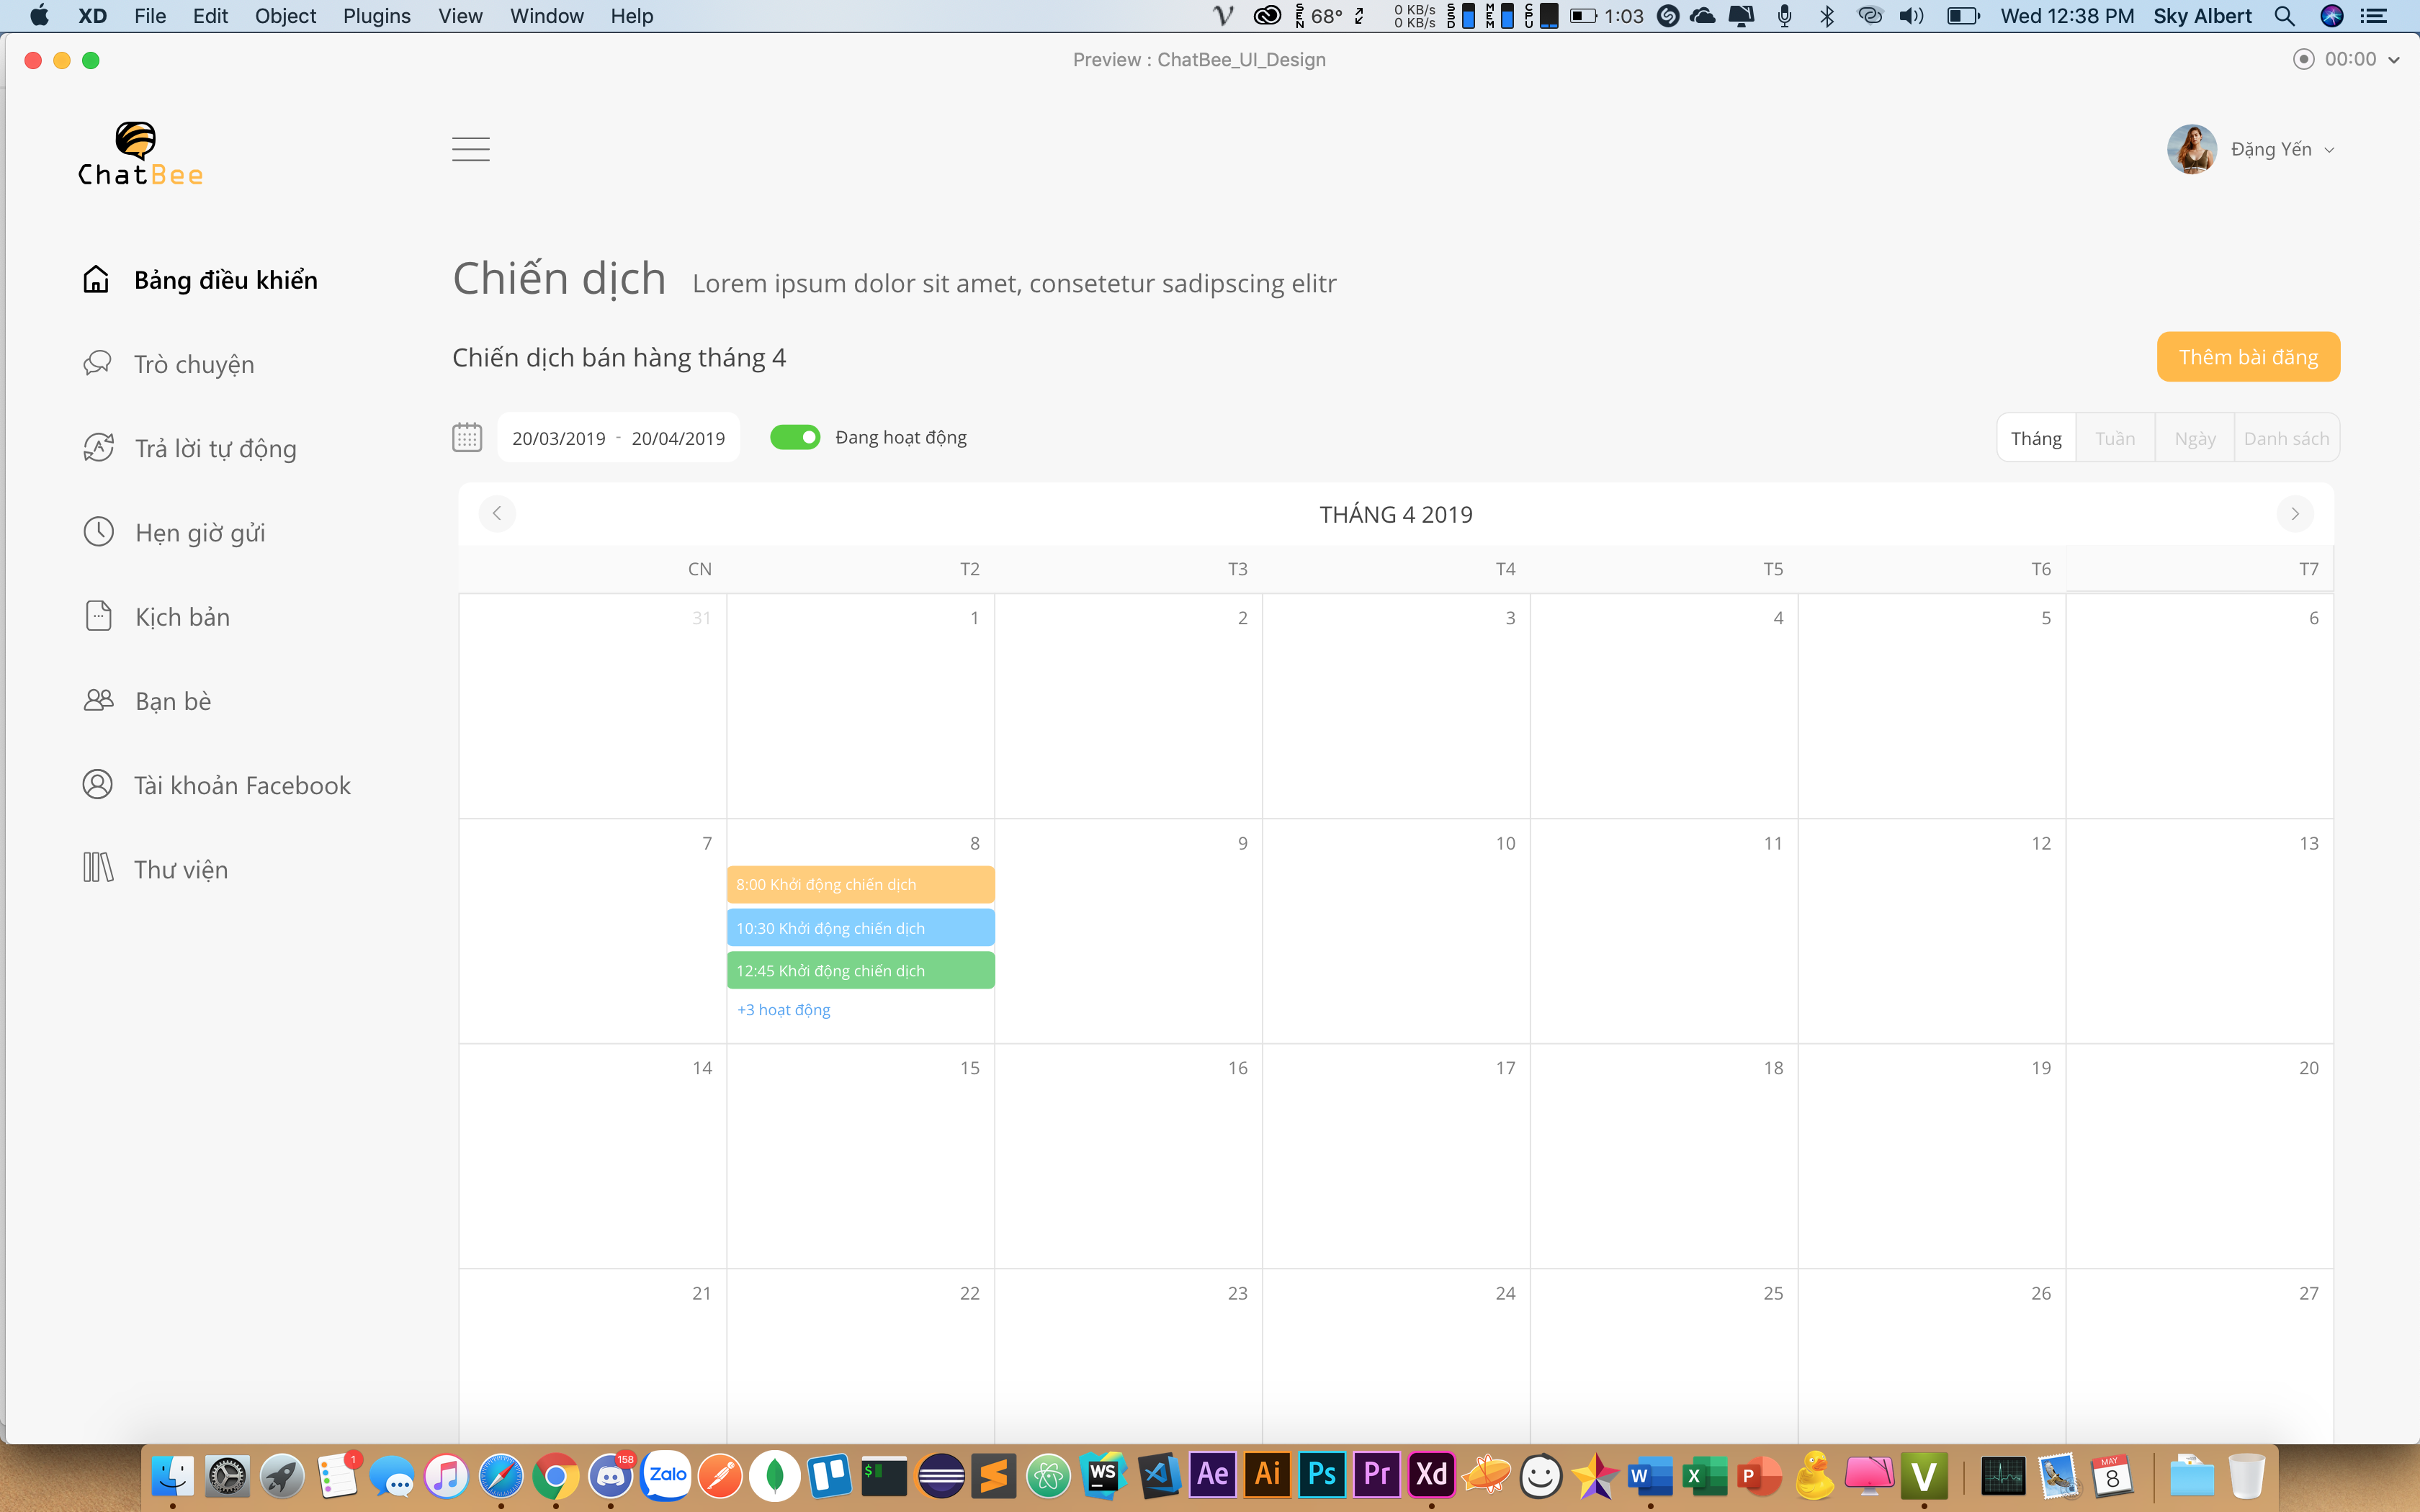 XD File Edit Object Plugins View Window Help
SEN 68° 0 KB/s 0 KB/s SSD MEM CPU 1:03 Wed 12:38 PM Sky Albert
Preview : ChatBee_UI_Design
00:00
ChatBee
Đặng Yến
Bảng điều khiển
Trò chuyện
Trả lời tự động
Hẹn giờ gửi
Kịch bản
Bạn bè
Tài khoản Facebook
Thư viện
Chiến dịch Lorem ipsum dolor sit amet, consetetur sadipscing elitr
Chiến dịch bán hàng tháng 4
Thêm bài đăng
20/03/2019 - 20/04/2019 Đang hoạt động
Tháng Tuần Ngày Danh sách
THÁNG 4 2019
CN T2 T3 T4 T5 T6 T7
31 1 2 3 4 5 6
7 8 9 10 11 12 13
8:00 Khởi động chiến dịch
10:30 Khởi động chiến dịch
12:45 Khởi động chiến dịch
+3 hoạt động
14 15 16 17 18 19 20
21 22 23 24 25 26 27
1 158 Zalo $ WS Ae Ai Ps Pr Xd W X P V MAY 8